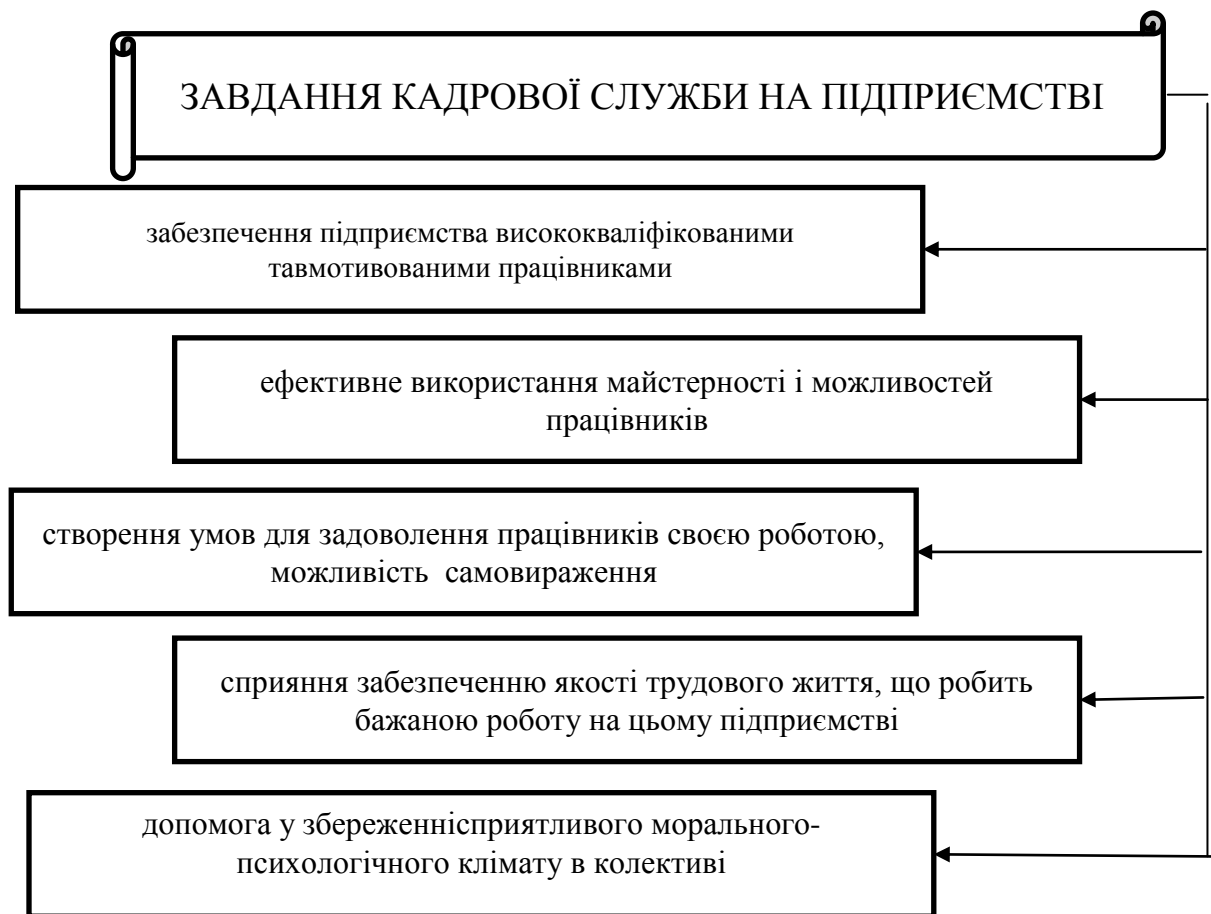 ЗАВДАННЯ КАДРОВОЇ СЛУЖБИ НА ПІДПРИЄМСТВІ
забезпечення підприємства висококваліфікованими
тавмотивованими працівниками
ефективне використання майстерності і можливостей
працівників
створення умов для задоволення працівників своєю роботою,
можливість самовираження
сприяння забезпеченню якості трудового життя, що робить
бажаною роботу на цьому підприємстві
допомога у збереженнісприятливого морального-
психологічного клімату в колективі